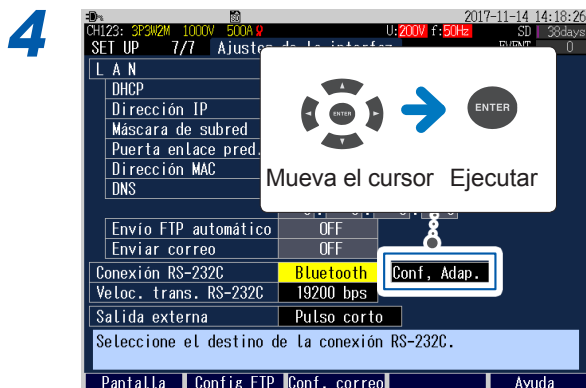 4
2017-11-14 14:18:26
CH123: 3P3W2M 1000V 500A U:200V f:50Hz SD 38days
SET UP 7/7 Ajustes de la interfaz EVENT 0
LAN
DHCP
Dirección IP
Máscara de subred
Puerta enlace pred.
Dirección MAC
DNS
ENTER
ENTER
Mueva el cursor Ejecutar
Envío FTP automático OFF
Enviar correo OFF
Conexión RS-232C Bluetooth Conf, Adap.
Veloc. trans. RS-232C 19200 bps
Salida externa Pulso corto
Seleccione el destino de la conexión RS-232C.
Pantalla Config FTP Conf. correo Ayuda